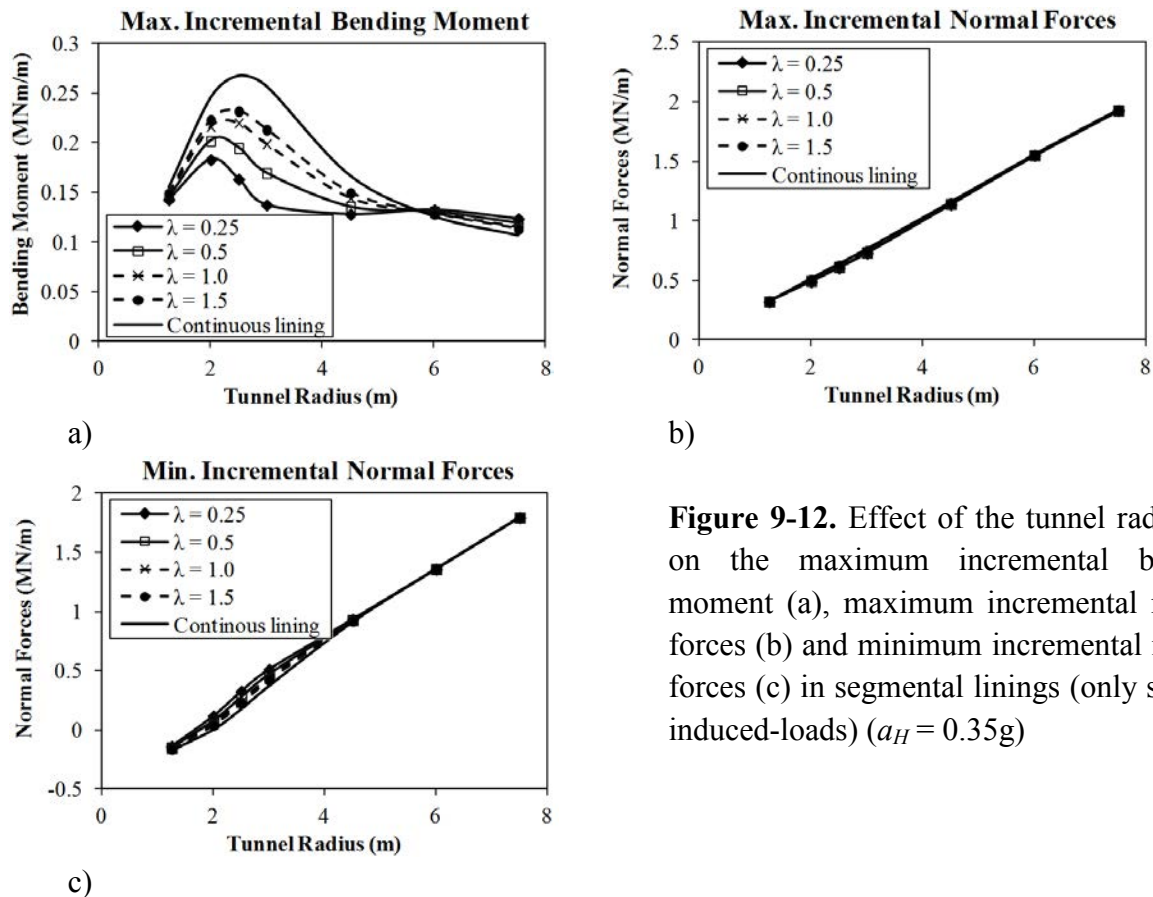 Max. Incremental Bending Moment
0.3
0.25
0.2
0.15
0.1
0.05
0
Bending Moment (MNm/m)
λ = 0.25
λ = 0.5
λ = 1.0
λ = 1.5
Continuous lining
0 2 4 6 8
Tunnel Radius (m)
a)
Max. Incremental Normal Forces
2.5
2
1.5
1
0.5
0
Normal Forces (MN/m)
λ = 0.25
λ = 0.5
λ = 1.0
λ = 1.5
Continous lining
0 2 4 6 8
Tunnel Radius (m)
b)
Min. Incremental Normal Forces
2
1.5
1
0.5
0
-0.5
Normal Forces (MN/m)
λ = 0.25
λ = 0.5
λ = 1.0
λ = 1.5
Continous lining
0 2 4 6 8
Tunnel Radius (m)
c)
Figure 9-12. Effect of the tunnel
on the maximum incremental
moment (a), maximum incremental
forces (b) and minimum incremental
forces (c) in segmental linings (only
induced-loads) (aH = 0.35g)